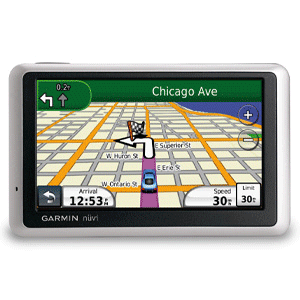 0.2
Chicago Ave
E Superior St
W. Huron St
E Erie St
W. Ontario St
Arrival
12:53
Speed
30
Limit
30
GARMIN nüvi